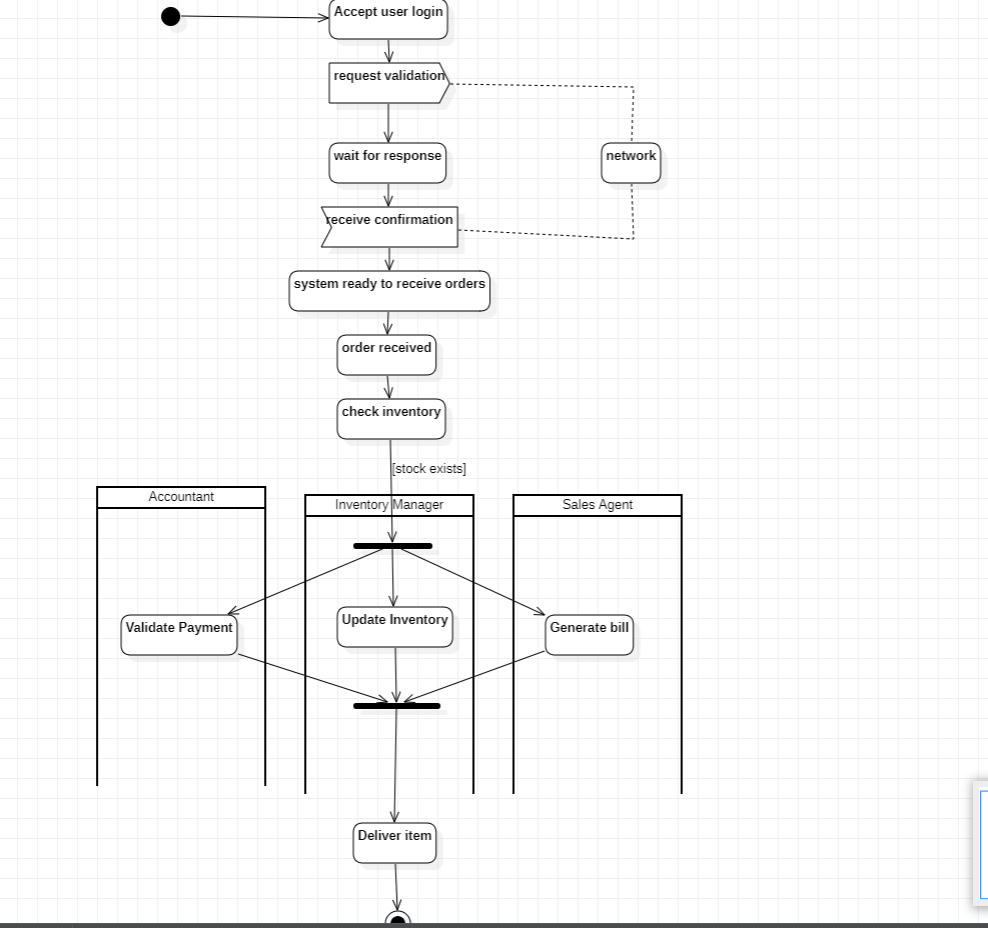 Accept user login
request validation
wait for response
network
receive confirmation
system ready to receive orders
order received
check inventory
[stock exists]
Accountant
Inventory Manager
Sales Agent
Validate Payment
Update Inventory
Generate bill
Deliver item